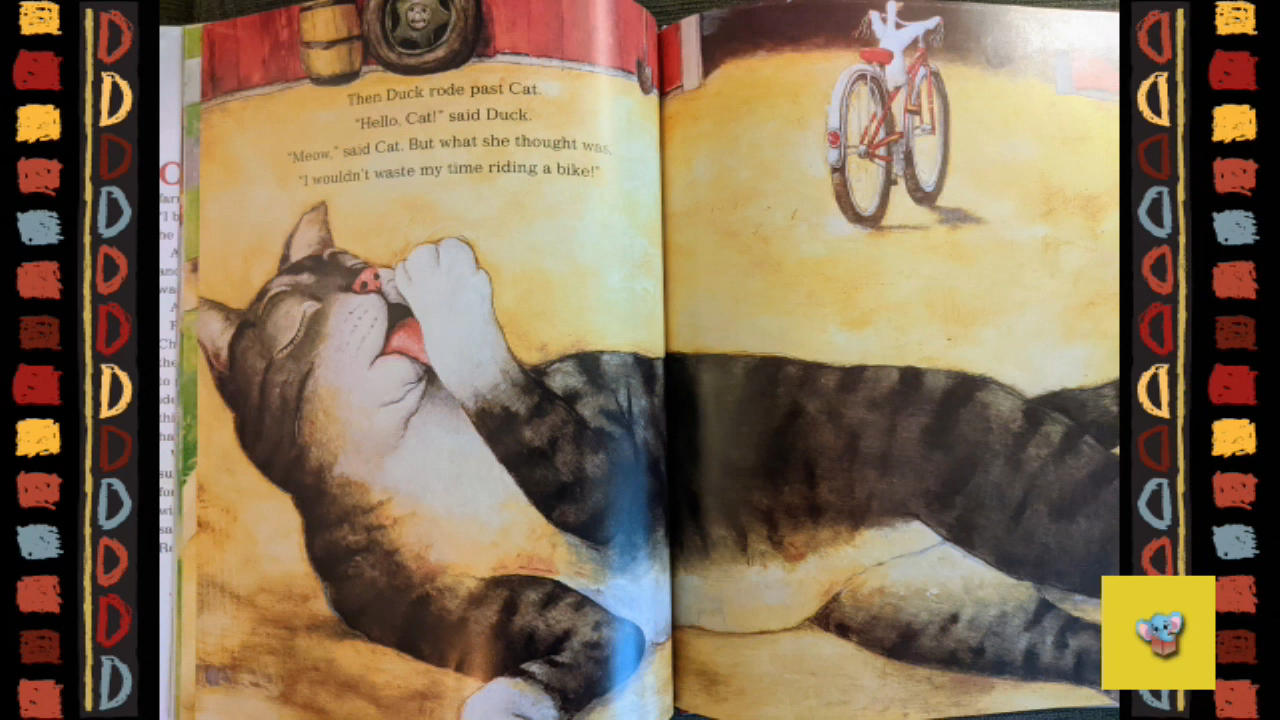 Then Duck rode past Cat.
"Hello, Cat!" said Duck.
"Meow," said Cat. But what she thought was,
"I wouldn't waste my time riding a bike!"